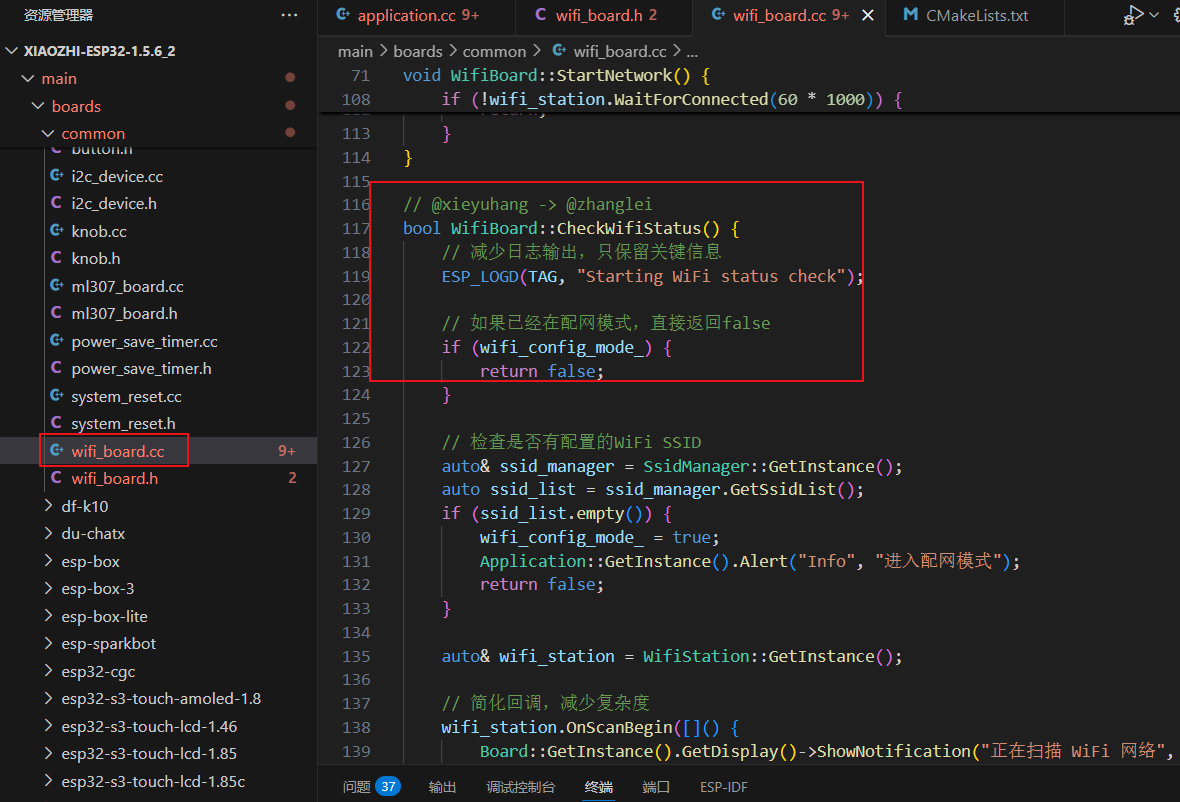 资源管理器 ···
XIAOZHI-ESP32-1.5.6_2
main
boards
common
button.h
i2c_device.cc
i2c_device.h
knob.cc
knob.h
ml307_board.cc
ml307_board.h
power_save_timer.cc
power_save_timer.h
system_reset.cc
system_reset.h
wifi_board.cc 9+
wifi_board.h 2
df-k10
du-chatx
esp-box
esp-box-3
esp-box-lite
esp-sparkbot
esp32-cgc
esp32-s3-touch-amoled-1.8
esp32-s3-touch-lcd-1.46
esp32-s3-touch-lcd-1.85
esp32-s3-touch-lcd-1.85c
application.cc 9+ wifi_board.h 2 wifi_board.cc 9+ CMakeLists.txt
main > boards > common > wifi_board.cc > ...
71 void WifiBoard::StartNetwork() {
108 if (!wifi_station.WaitForConnected(60 * 1000)) {
113 }
114 }
115
116 // @xieyuhang -> @zhanglei
117 bool WifiBoard::CheckWifiStatus() {
118 // 减少日志输出，只保留关键信息
119 ESP_LOGD(TAG, "Starting WiFi status check");
120
121 // 如果已经在配网模式，直接返回false
122 if (wifi_config_mode_) {
123 return false;
124 }
125
126 // 检查是否有配置的WiFi SSID
127 auto& ssid_manager = SsidManager::GetInstance();
128 auto ssid_list = ssid_manager.GetSsidList();
129 if (ssid_list.empty()) {
130 wifi_config_mode_ = true;
131 Application::GetInstance().Alert("Info", "进入配网模式");
132 return false;
133 }
134
135 auto& wifi_station = WifiStation::GetInstance();
136
137 // 简化回调，减少复杂度
138 wifi_station.OnScanBegin([]() {
139 Board::GetInstance().GetDisplay()->ShowNotification("正在扫描 WiFi 网络",
问题 37 输出 调试控制台 终端 端口 ESP-IDF